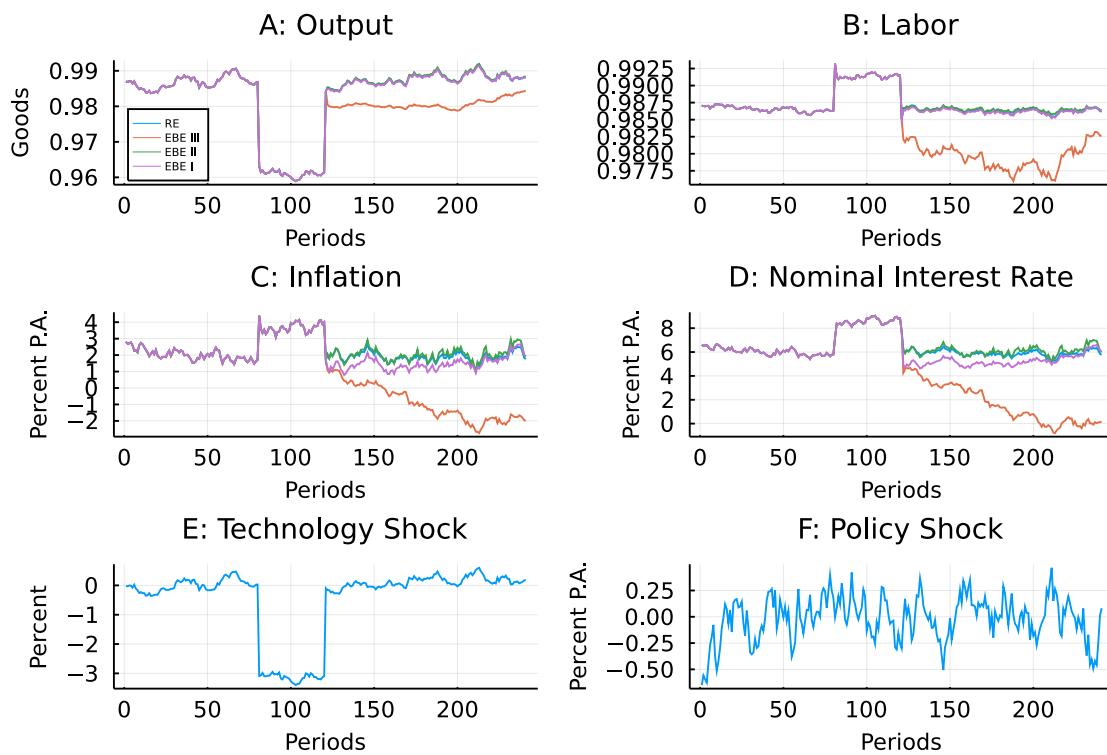 A: Output
Goods
0.99
0.98
0.97
0.96
RE
EBE III
EBE II
EBE I
0
50
100
150
200
Periods
B: Labor
0.9925
0.9900
0.9875
0.9850
0.9825
0.9800
0.9775
0
50
100
150
200
Periods
C: Inflation
Percent P.A.
4
3
2
1
0
−1
−2
0
50
100
150
200
Periods
D: Nominal Interest Rate
Percent P.A.
8
6
4
2
0
0
50
100
150
200
Periods
E: Technology Shock
Percent
0
−1
−2
−3
0
50
100
150
200
Periods
F: Policy Shock
Percent P.A.
0.25
0.00
−0.25
−0.50
0
50
100
150
200
Periods